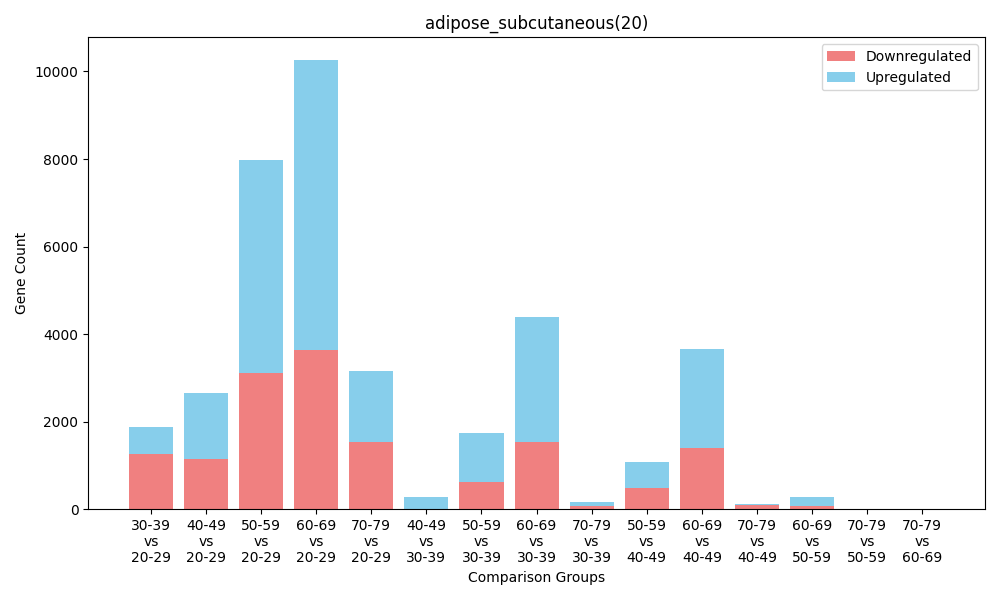 adipose_subcutaneous(20)
Downregulated
Upregulated
Gene Count
10000
8000
6000
4000
2000
0
30-39
vs
20-29
40-49
vs
20-29
50-59
vs
20-29
60-69
vs
20-29
70-79
vs
20-29
40-49
vs
30-39
50-59
vs
30-39
60-69
vs
30-39
70-79
vs
30-39
50-59
vs
40-49
60-69
vs
40-49
70-79
vs
40-49
60-69
vs
50-59
70-79
vs
50-59
70-79
vs
60-69
Comparison Groups